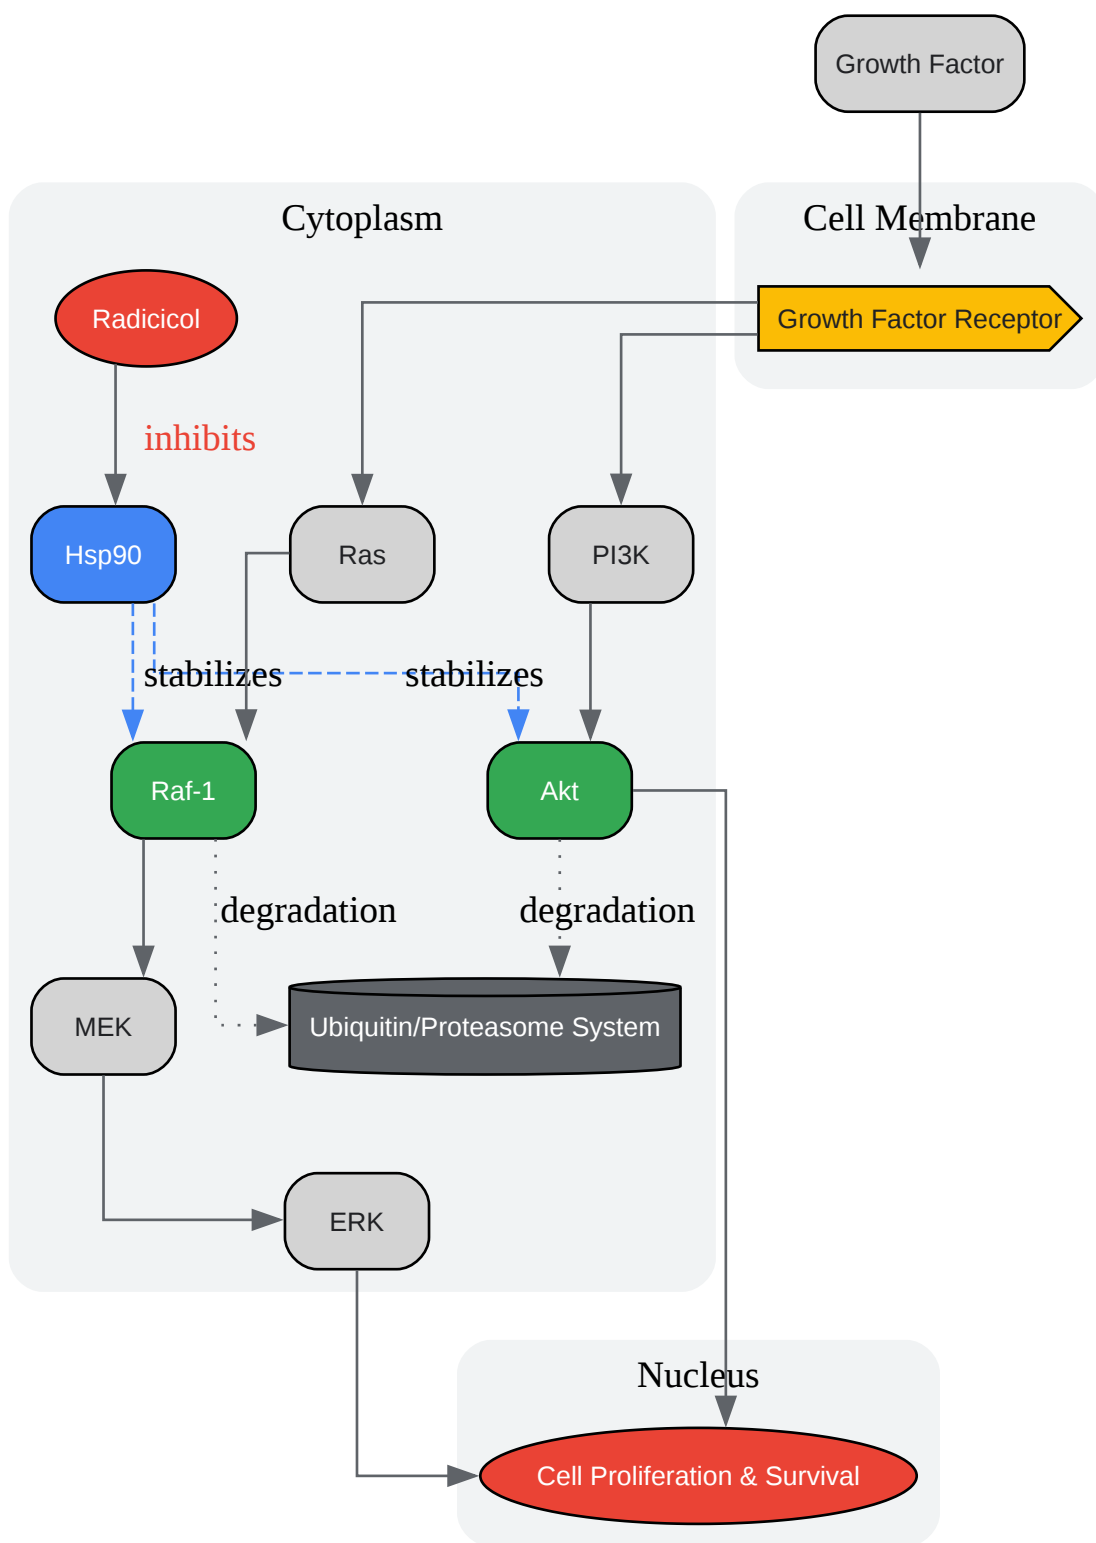 Growth Factor
Cytoplasm
Cell Membrane
Radicicol
Growth Factor Receptor
inhibits
Hsp90
Ras
PI3K
stabilizes
stabilizes
Raf-1
Akt
degradation
degradation
MEK
Ubiquitin/Proteasome System
ERK
Nucleus
Cell Proliferation & Survival